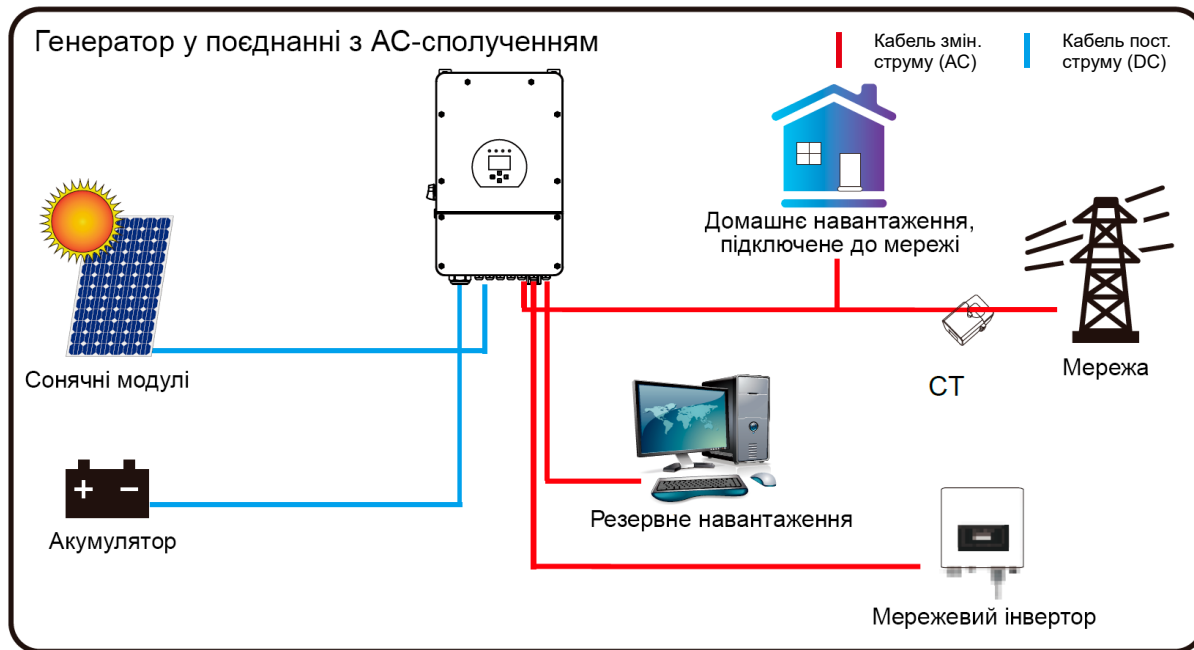 Генератор у поєднанні з АС-сполученням
Кабель змін.
струму (АС)
Кабель пост.
струму (DC)
Домашнє навантаження,
підключене до мережі
Сонячні модулі
СТ
Мережа
Резервне навантаження
Акумулятор
Мережевий інвертор